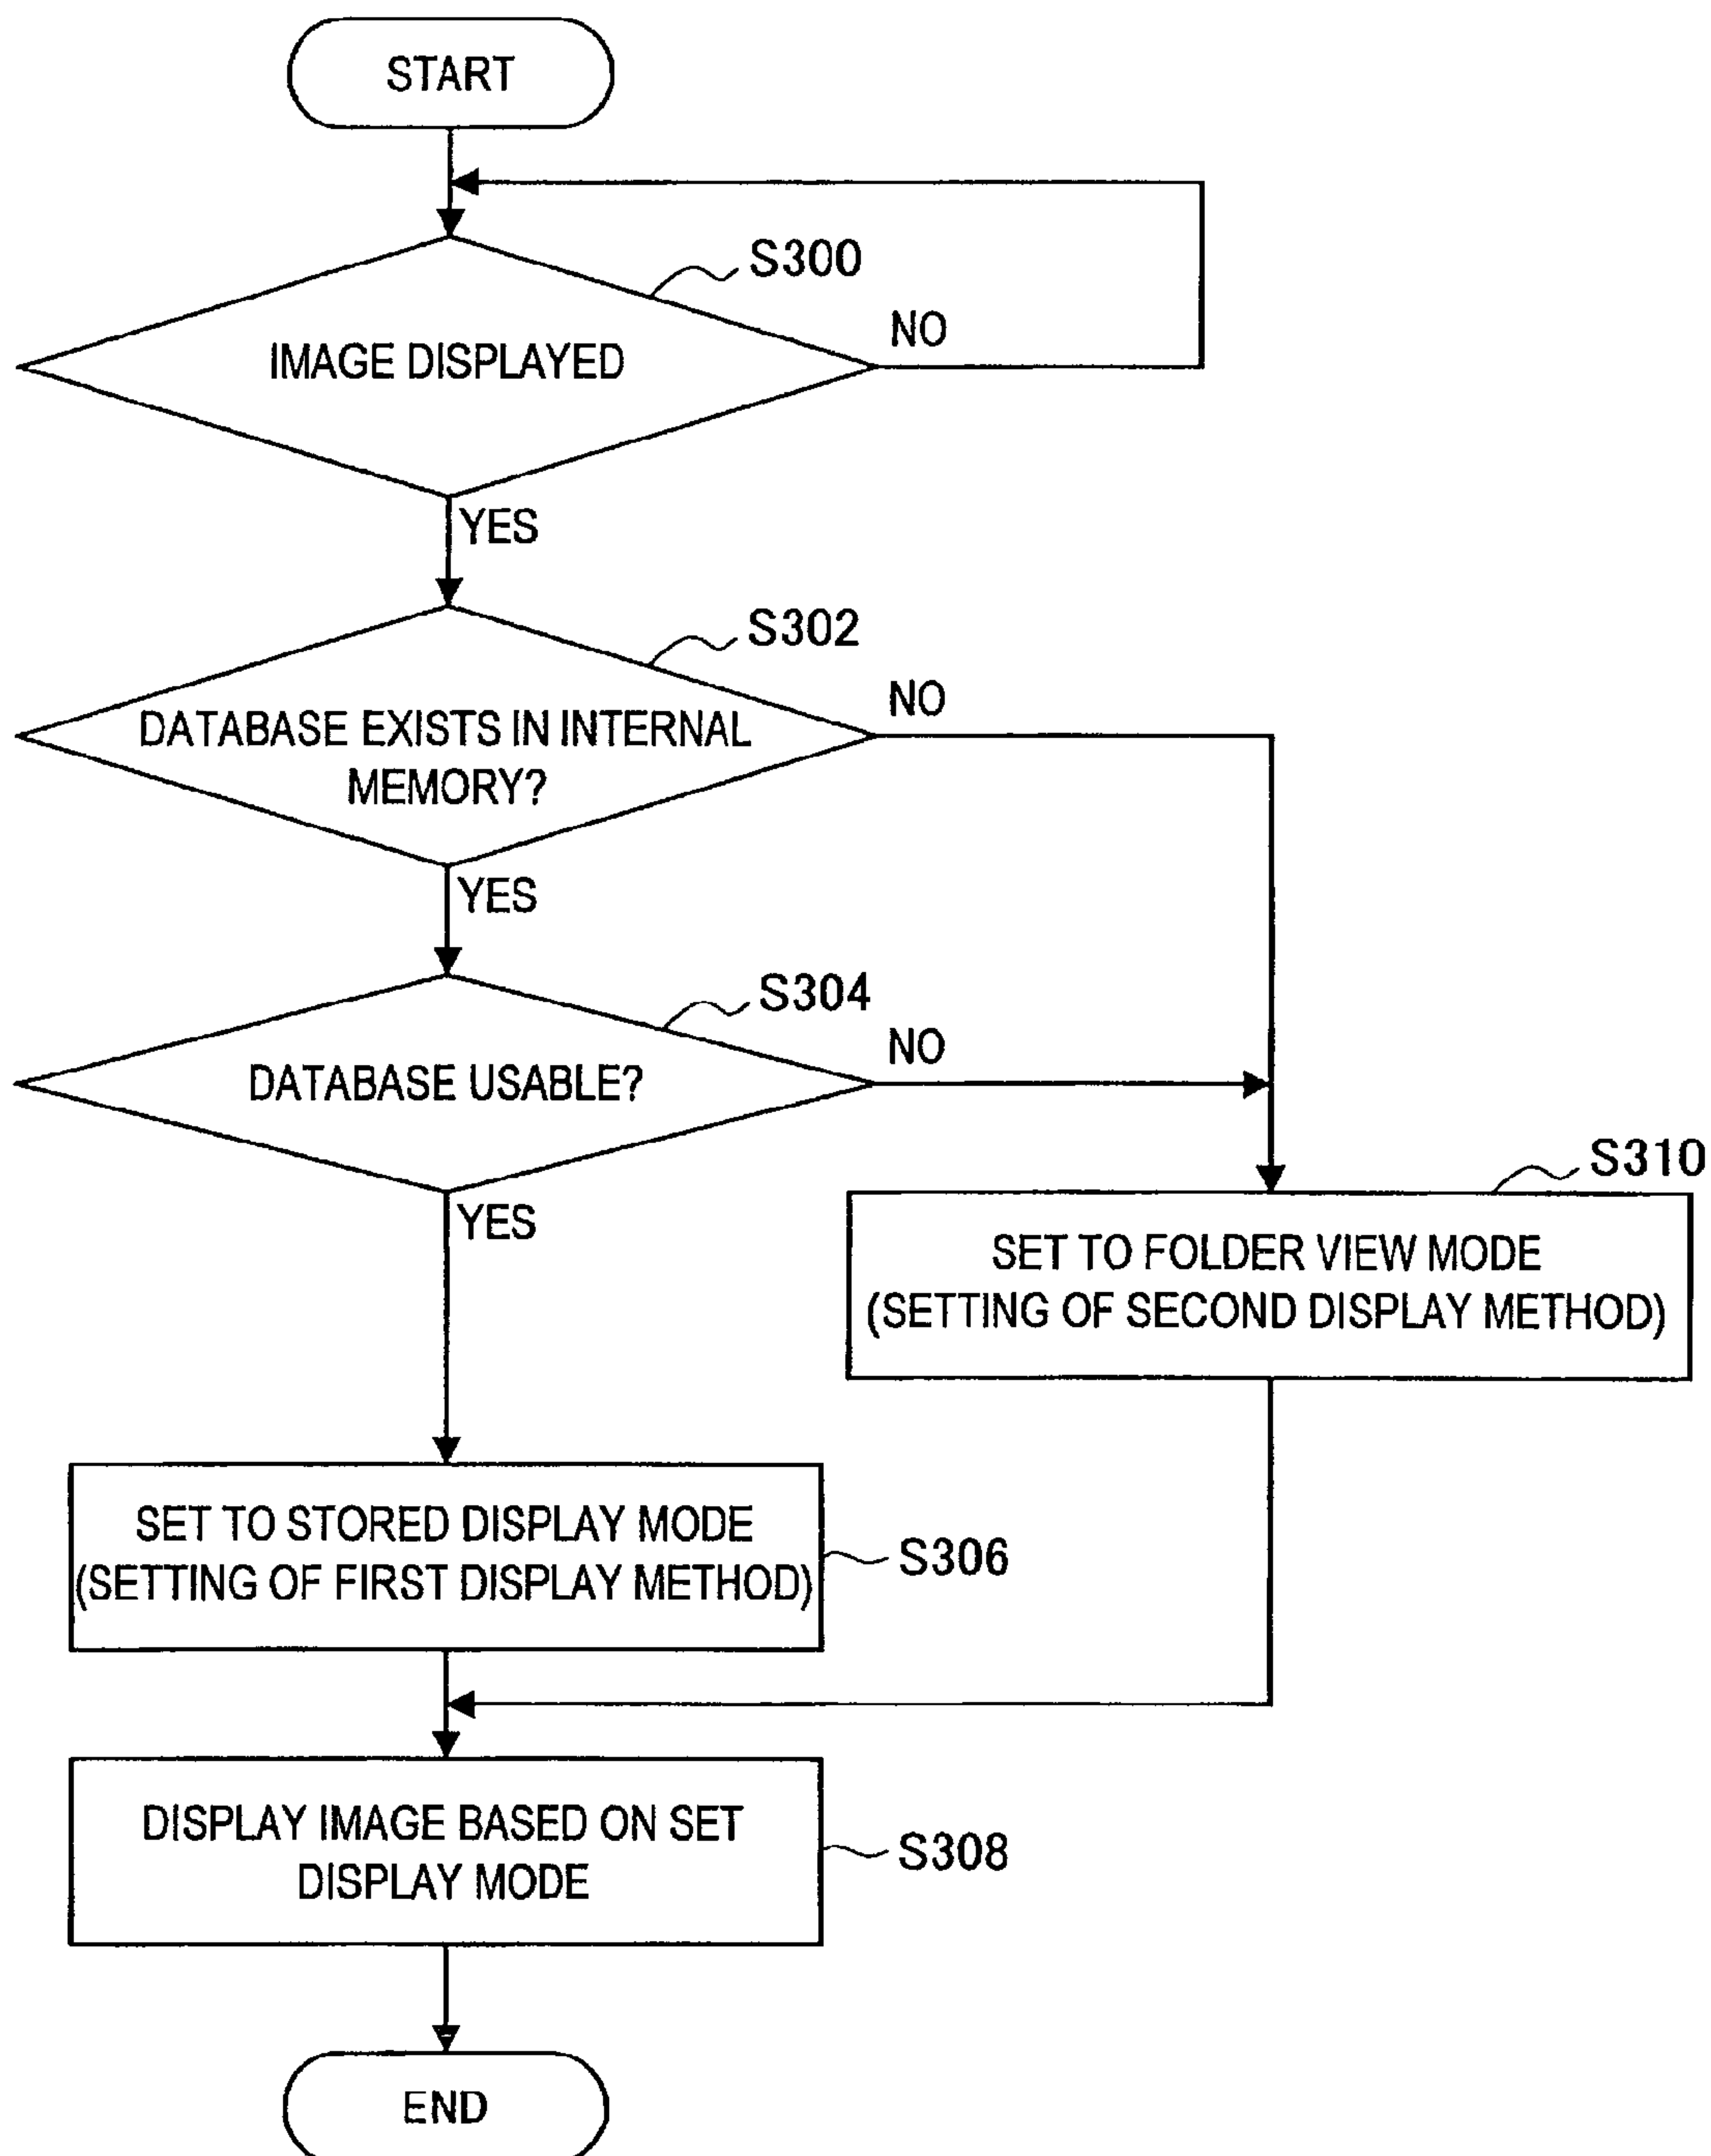 START
S300
IMAGE DISPLAYED
NO
YES
S302
DATABASE EXISTS IN INTERNAL
MEMORY?
NO
YES
S304
DATABASE USABLE?
NO
YES
S310
SET TO FOLDER VIEW MODE
(SETTING OF SECOND DISPLAY METHOD)
SET TO STORED DISPLAY MODE
(SETTING OF FIRST DISPLAY METHOD)
S306
DISPLAY IMAGE BASED ON SET
DISPLAY MODE
S308
END